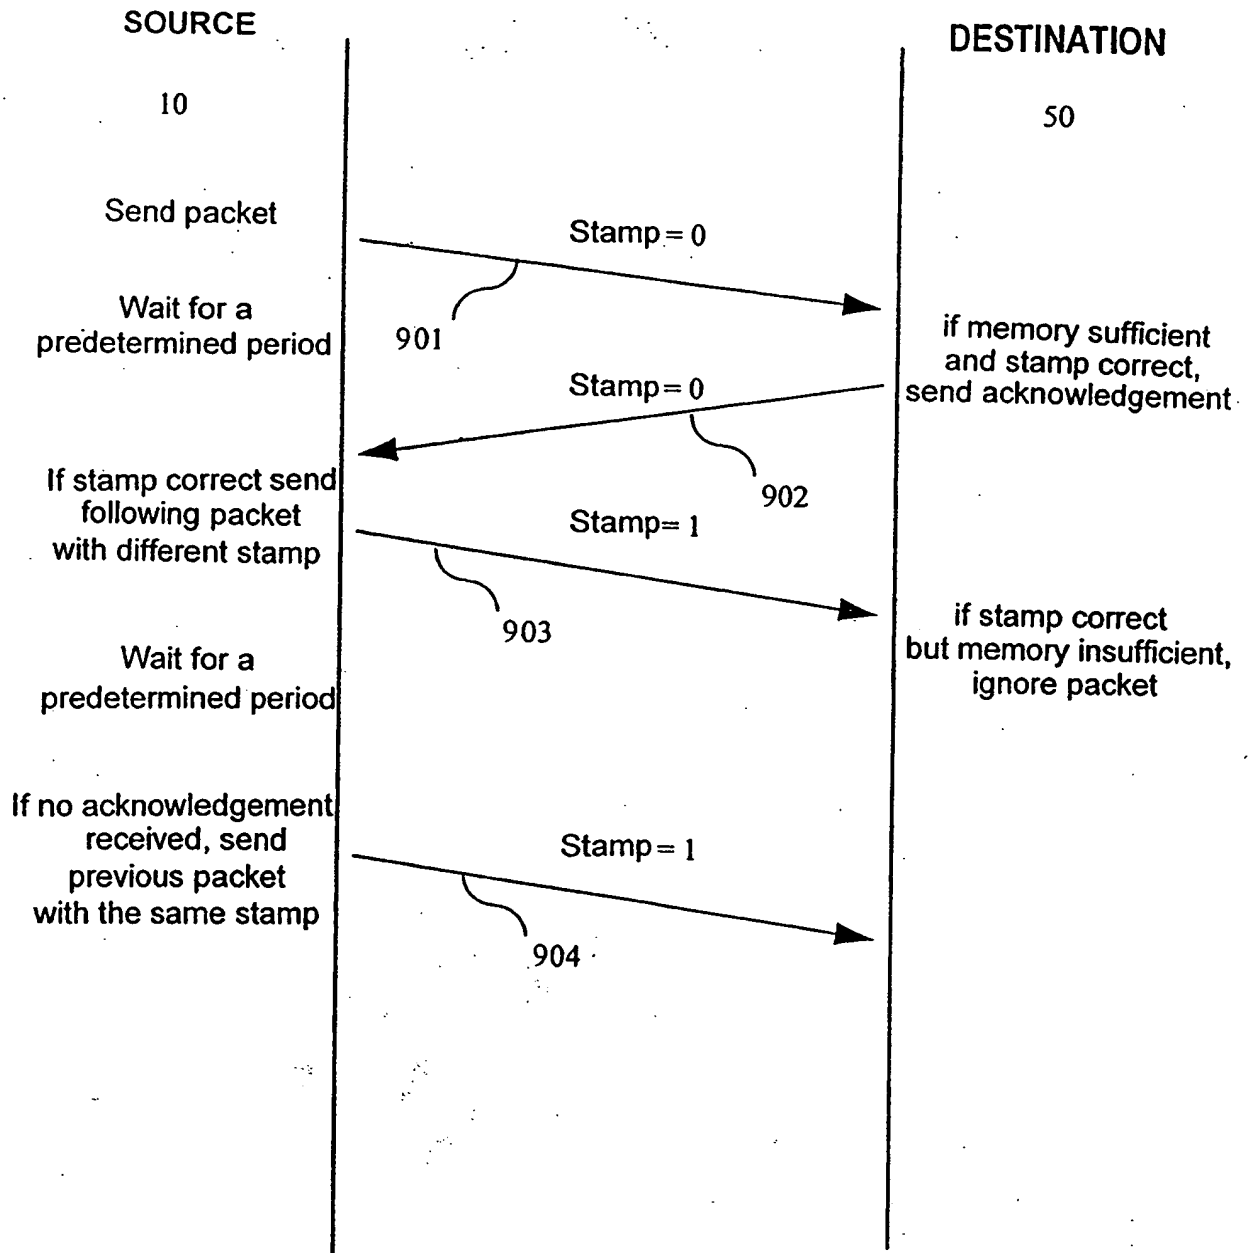 SOURCE
DESTINATION
10
50
Send packet
Stamp = 0
Wait for a
predetermined period
901
if memory sufficient
and stamp correct,
send acknowledgement
Stamp=0
902
If stamp correct send
following packet
with different stamp
Stamp= 1
903
if stamp correct
but memory insufficient,
ignore packet
Wait for a
predetermined period
If no acknowledgement
received, send
previous packet
with the same stamp
Stamp= 1
904